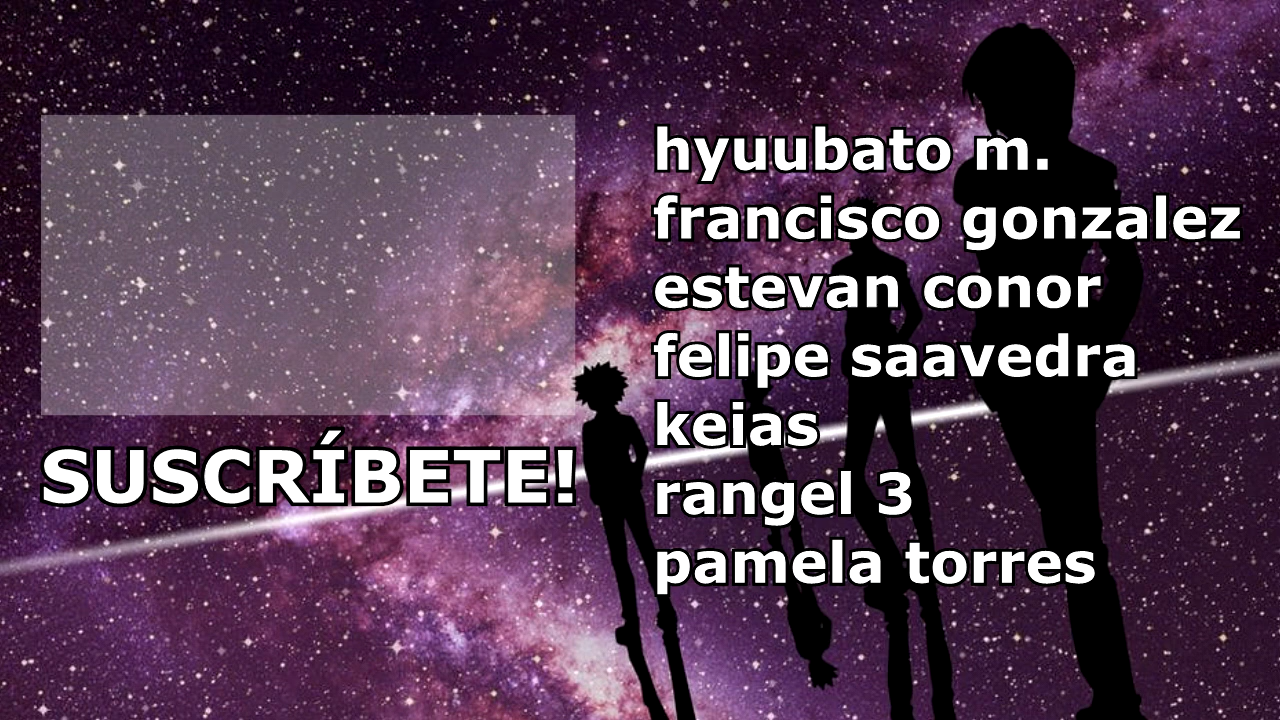 SUSCRÍBETE!
hyuubato m.
francisco gonzalez
estevan conor
felipe saavedra
keias
rangel 3
pamela torres